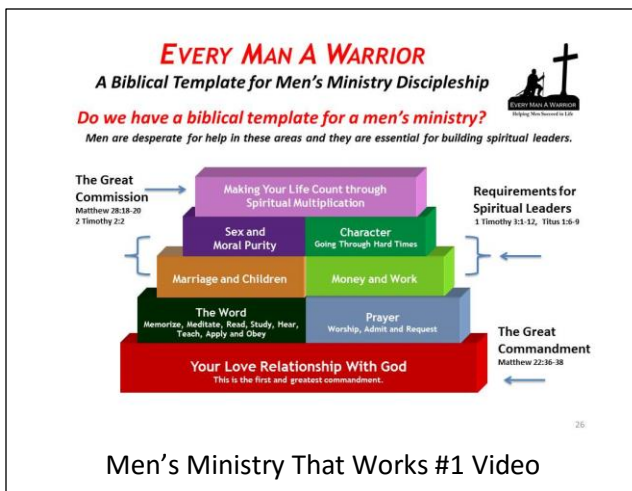 EVERY MAN A WARRIOR
A Biblical Template for Men's Ministry Discipleship
EVERY MAN A WARRIOR
Helping Men Succeed in Life
Do we have a biblical template for a men's ministry?
Men are desperate for help in these areas and they are essential for building spiritual leaders.
The Great
Commission
Matthew 28:18-20
2 Timothy 2:2
Making Your Life Count through
Spiritual Multiplication
Requirements for
Spiritual Leaders
1 Timothy 3:1-12, Titus 1:6-9
Sex and
Moral Purity
Character
Going Through Hard Times
Marriage and Children
Money and Work
The Word
Memorize, Meditate, Read, Study, Hear,
Teach, Apply and Obey
Prayer
Worship, Admit and Request
The Great
Commandment
Matthew 22:36-38
Your Love Relationship With God
This is the first and greatest commandment.
26
Men's Ministry That Works #1 Video